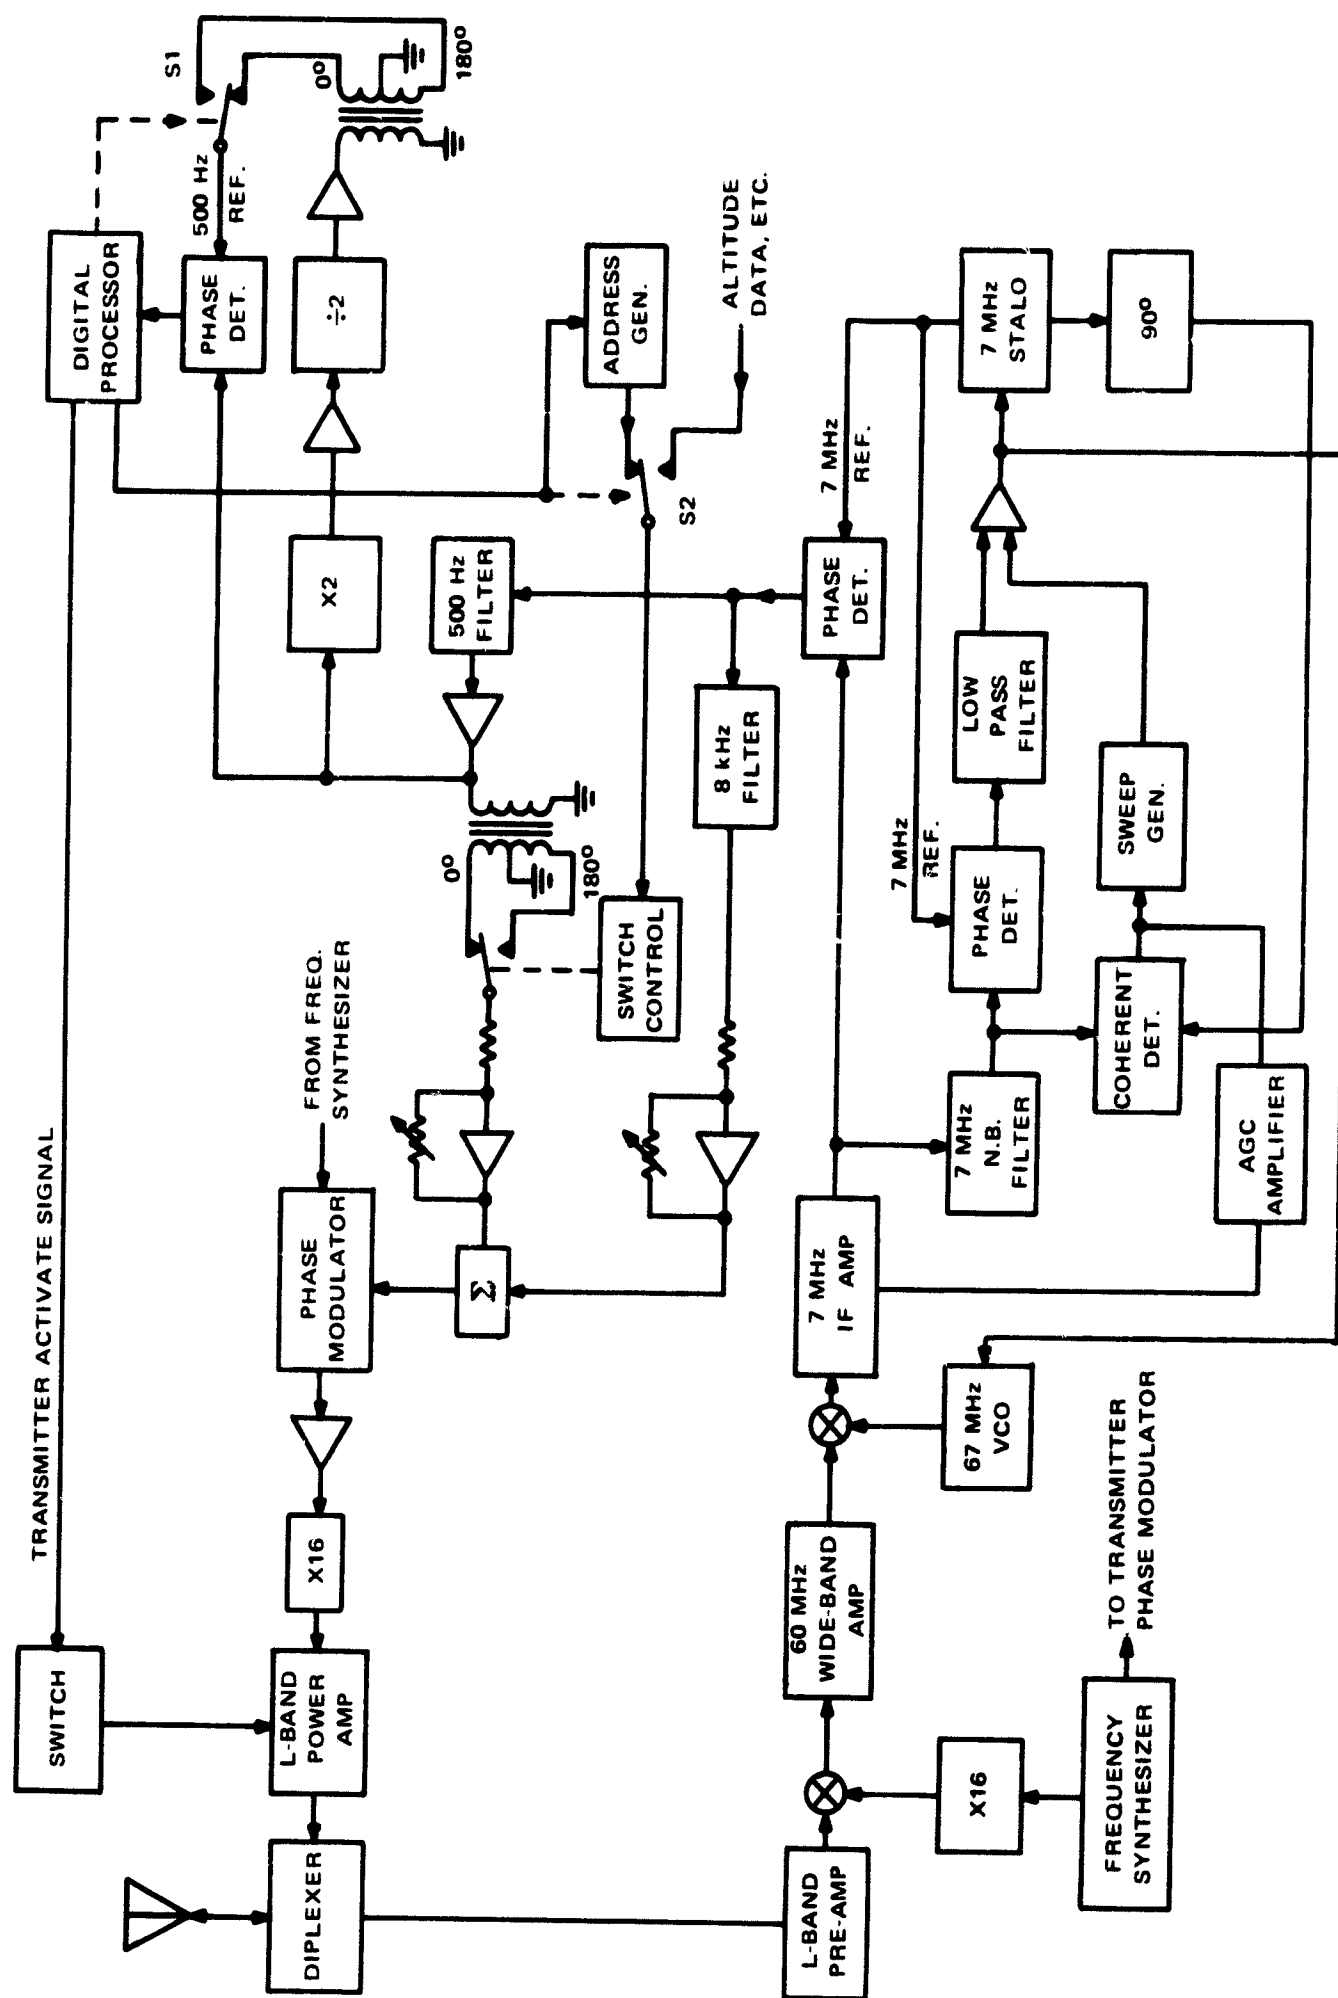 TRANSMITTER ACTIVATE SIGNAL
SWITCH
DIGITAL
PROCESSOR
S1
500 Hz
REF.
PHASE
DET.
0°
180°
÷2
X2
DIPLEXER
L-BAND
POWER
AMP
X16
PHASE
MODULATOR
FROM FREQ.
SYNTHESIZER
Σ
0°
180°
500 Hz
FILTER
SWITCH
CONTROL
ADDRESS
GEN.
S2
ALTITUDE
DATA, ETC.
8 kHz
FILTER
PHASE
DET.
7 MHz
REF.
L-BAND
PRE-AMP
60 MHz
WIDE-BAND
AMP
7 MHz
IF AMP
X16
67 MHz
VCO
7 MHz
N.B.
FILTER
PHASE
DET.
7 MHz
REF.
LOW
PASS
FILTER
7 MHz
STALO
FREQUENCY
SYNTHESIZER
TO TRANSMITTER
PHASE MODULATOR
COHERENT
DET.
SWEEP
GEN.
90°
AGC
AMPLIFIER